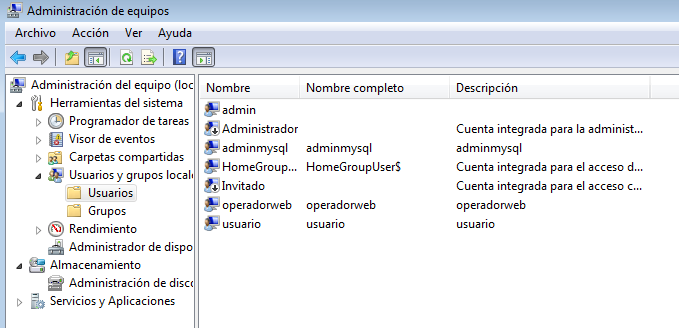 Administración de equipos
Archivo Acción Ver Ayuda
Administración del equipo (loc
Herramientas del sistema
Programador de tareas
Visor de eventos
Carpetas compartidas
Usuarios y grupos locale
Usuarios
Grupos
Rendimiento
Administrador de dispo
Almacenamiento
Administración de disco
Servicios y Aplicaciones
Nombre Nombre completo Descripción
admin
Administrador Cuenta integrada para la administ...
adminmysql adminmysql adminmysql
HomeGroup... HomeGroupUser$ Cuenta integrada para el acceso d...
Invitado Cuenta integrada para el acceso c...
operadorweb operadorweb operadorweb
usuario usuario usuario